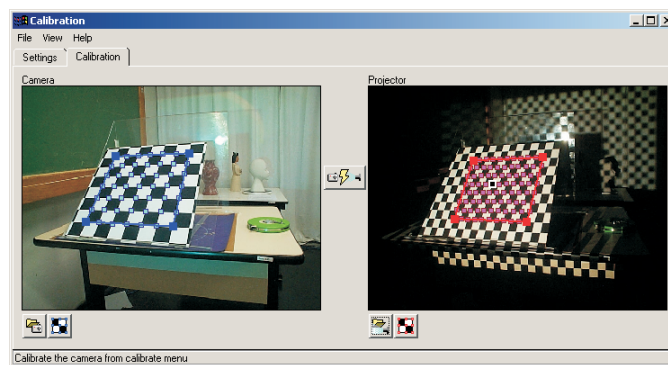 Calibration
File View Help
Settings Calibration
Camera Projector
Calibrate the camera from calibrate menu